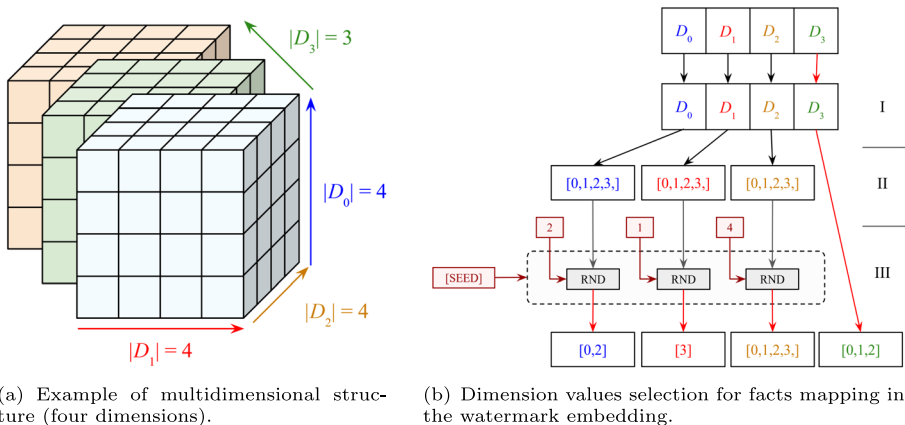 |D₃| = 3
|D₀| = 4
|D₂| = 4
|D₁| = 4
(a) Example of multidimensional struc-
ture (four dimensions).
D₀ D₁ D₂ D₃
D₀ D₁ D₂ D₃
I
[0,1,2,3,] [0,1,2,3,] [0,1,2,3,]
II
2 1 4
[SEED]
RND RND RND
III
[0,2] [3] [0,1,2,3,] [0,1,2]
(b) Dimension values selection for facts mapping in
the watermark embedding.